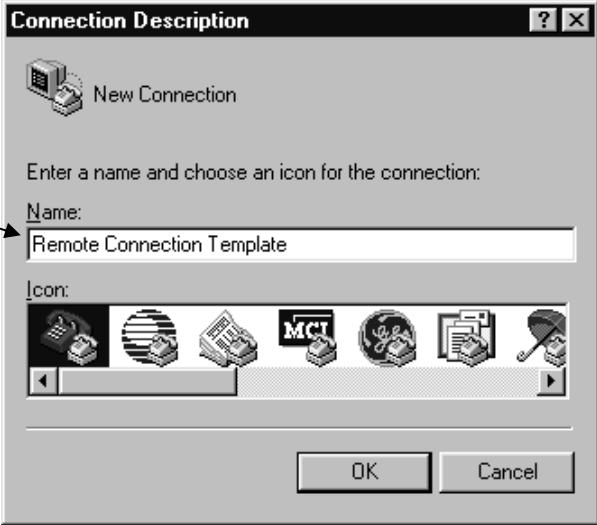 Connection Description
New Connection
Enter a name and choose an icon for the connection:
Name:
Remote Connection Template
Icon:
MCI
OK Cancel